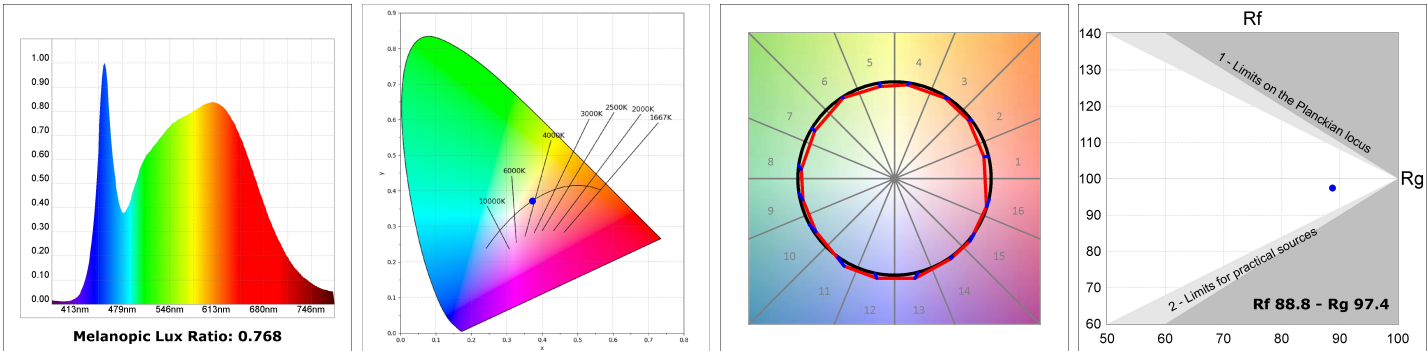 1.00
0.90
0.80
0.70
0.60
0.50
0.40
0.30
0.20
0.10
0.00
413nm 479nm 546nm 613nm 680nm 746nm
Melanopic Lux Ratio: 0.768
0.9
0.8
0.7
0.6
0.5
0.4
0.3
0.2
0.1
0.0
y
0.0 0.1 0.2 0.3 0.4 0.5 0.6 0.7 0.8
x
10000K
6000K
4000K
3000K
2500K
2000K
1667K
1
2
3
4
5
6
7
8
9
10
11
12
13
14
15
16
Rf
140
130
120
110
100
90
80
70
60
50 60 70 80 90 100
Rg
1 - Limits on the Planckian locus
2 - Limits for practical sources
Rf 88.8 - Rg 97.4